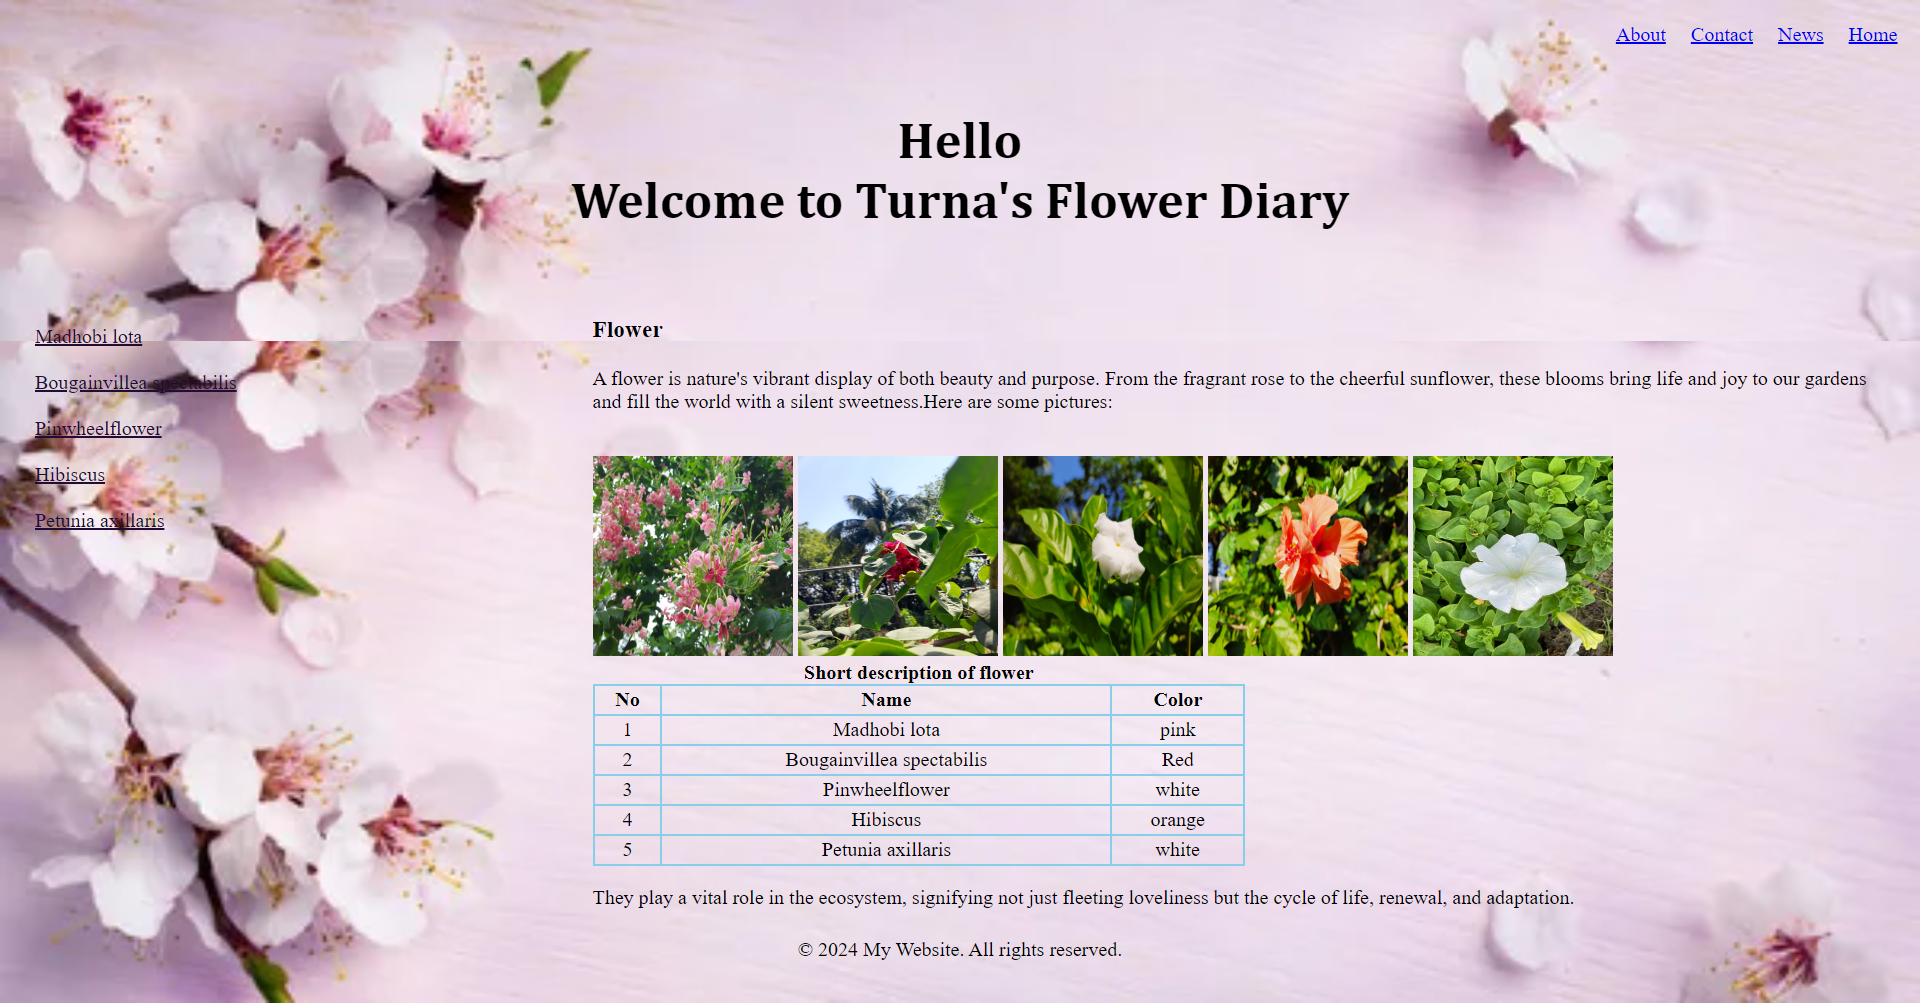 About Contact News Home
Hello
Welcome to Turna's Flower Diary
Madhobi lota
Bougainvillea spectabilis
Pinwheelflower
Hibiscus
Petunia axillaris
Flower
A flower is nature's vibrant display of both beauty and purpose. From the fragrant rose to the cheerful sunflower, these blooms bring life and joy to our gardens
and fill the world with a silent sweetness.Here are some pictures:
Short description of flower
No Name Color
1 Madhobi lota pink
2 Bougainvillea spectabilis Red
3 Pinwheelflower white
4 Hibiscus orange
5 Petunia axillaris white
They play a vital role in the ecosystem, signifying not just fleeting loveliness but the cycle of life, renewal, and adaptation.
© 2024 My Website. All rights reserved.